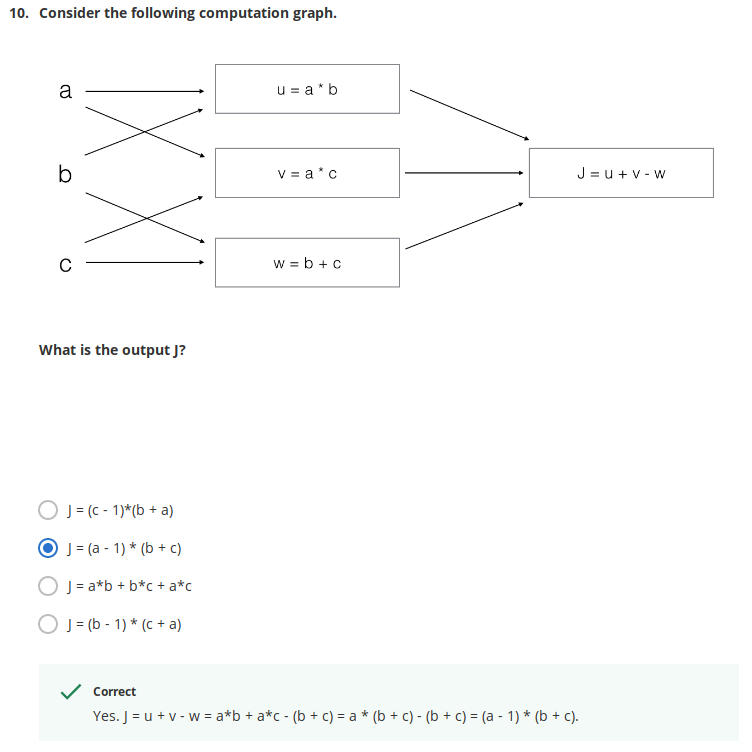 10. Consider the following computation graph.
a
u = a * b
b
v = a * c
J = u + v - w
c
w = b + c
What is the output J?
J = (c - 1)*(b + a)
J = (a - 1) * (b + c)
J = a*b + b*c + a*c
J = (b - 1) * (c + a)
Correct
Yes. J = u + v - w = a*b + a*c - (b + c) = a * (b + c) - (b + c) = (a - 1) * (b + c).